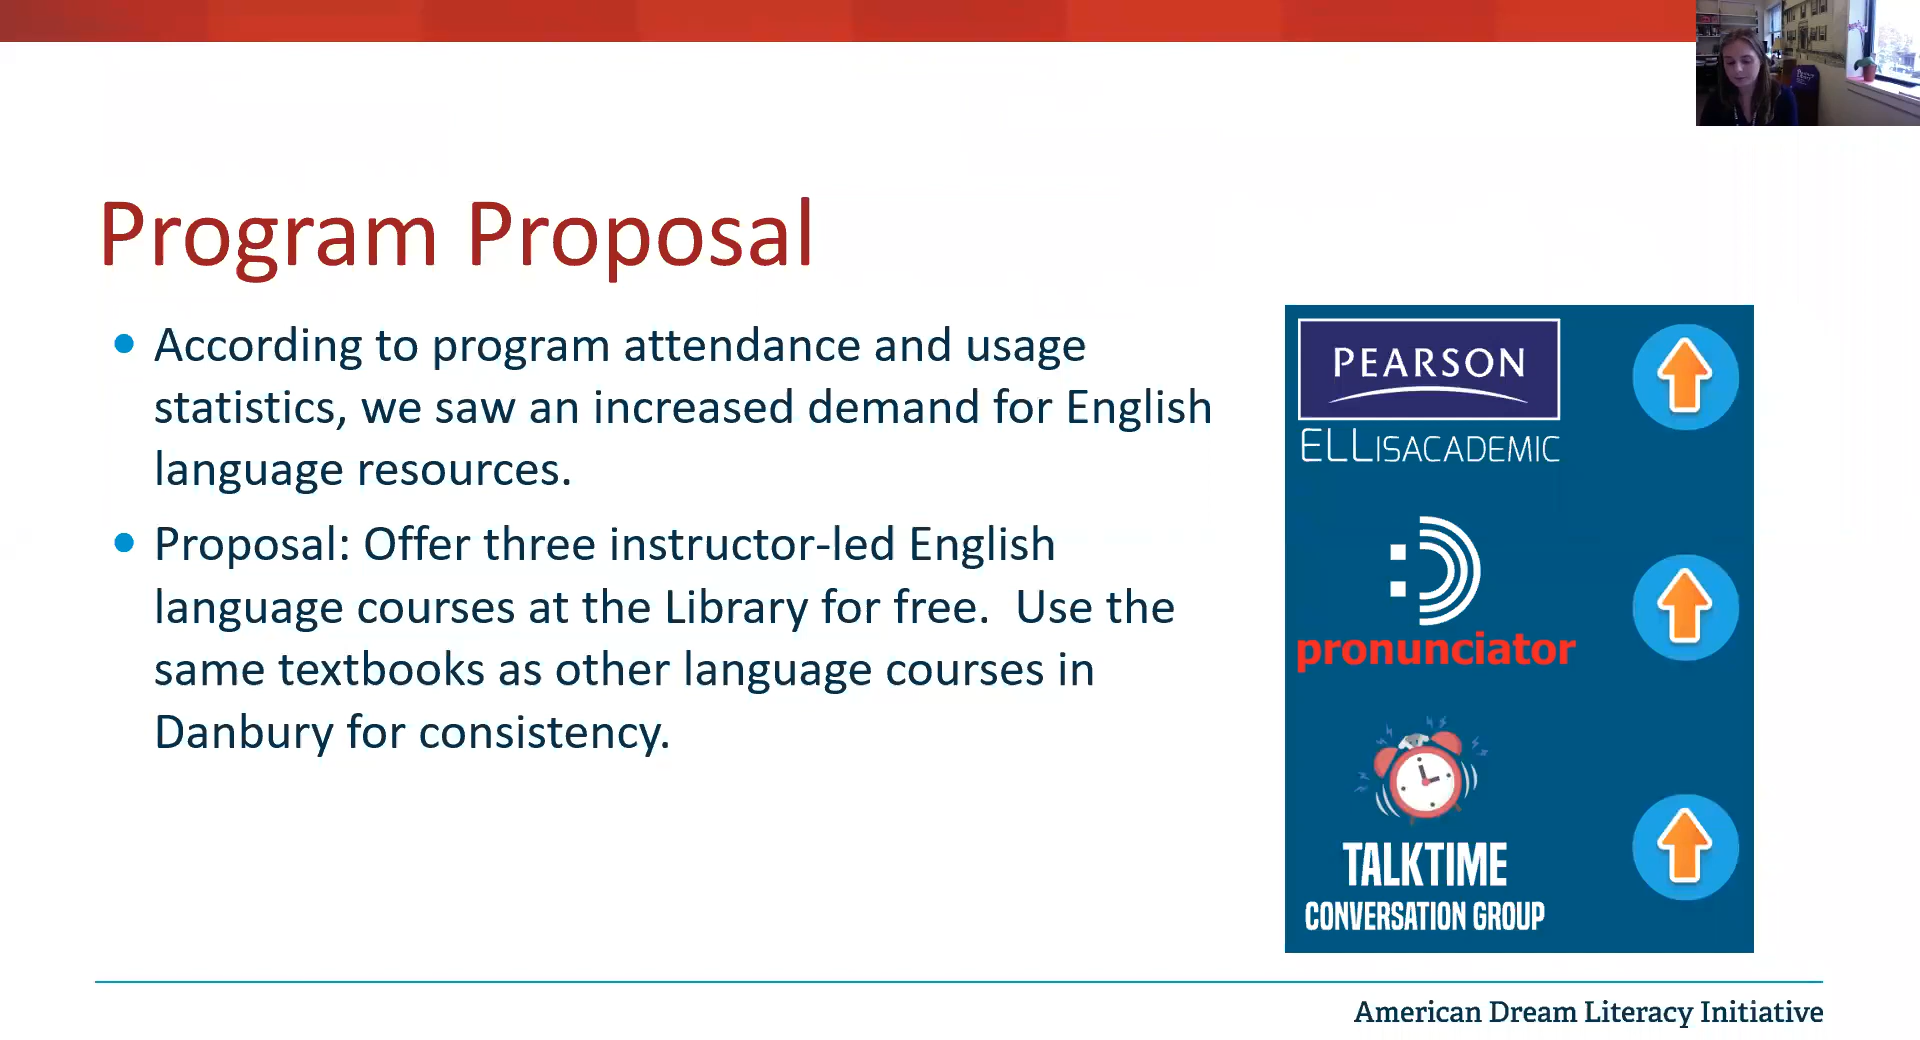 Program Proposal
According to program attendance and usage
statistics, we saw an increased demand for English
language resources.
Proposal: Offer three instructor-led English
language courses at the Library for free.  Use the
same textbooks as other language courses in
Danbury for consistency.
PEARSON
ELLISACADEMIC
pronunciator
TALKTIME
CONVERSATION GROUP
American Dream Literacy Initiative